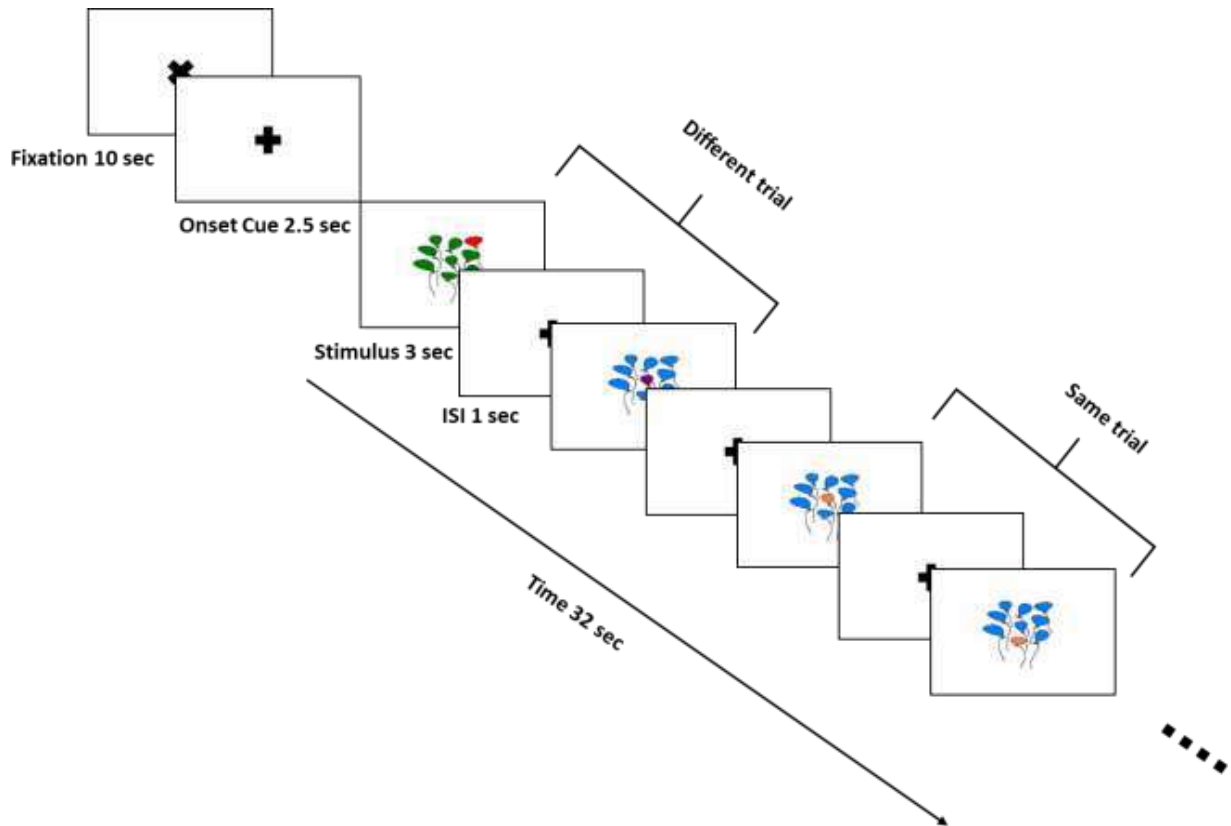 Fixation 10 sec
Onset Cue 2.5 sec
Stimulus 3 sec
ISI 1 sec
Different trial
Same trial
Time 32 sec